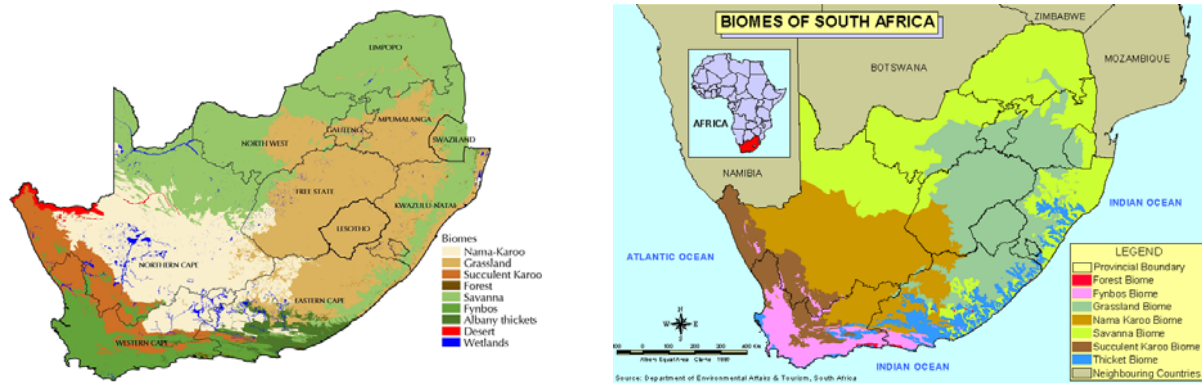 LIMPOPO
MPUMALANGA
GAUTENG
NORTH WEST
SWAZILAND
FREE STATE
KWAZULU-NATAL
LESOTHO
NORTHERN CAPE
EASTERN CAPE
WESTERN CAPE
Biomes
Nama-Karoo
Grassland
Succulent Karoo
Forest
Savanna
Fynbos
Albany thickets
Desert
Wetlands
BIOMES OF SOUTH AFRICA
ZIMBABWE
BOTSWANA
MOZAMBIQUE
AFRICA
NAMIBIA
INDIAN OCEAN
ATLANTIC OCEAN
N
W E
S
INDIAN OCEAN
LEGEND
Provincial Boundary
Forest Biome
Fynbos Biome
Grassland Biome
Nama Karoo Biome
Savanna Biome
Succulent Karoo Biome
Thicket Biome
Neighbouring Countries
Source: Department of Environmental Affairs & Tourism, South Africa